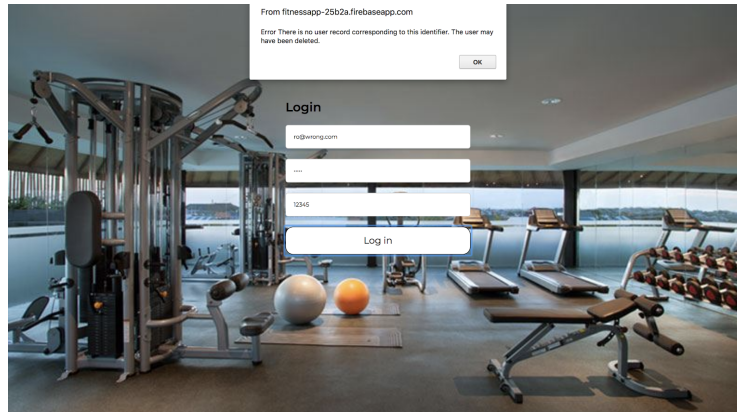 From fitnessapp-25b2a.firebaseapp.com
Error There is no user record corresponding to this identifier. The user may
have been deleted.
OK
Login
ro@wrong.com
•••••
12345
Log in